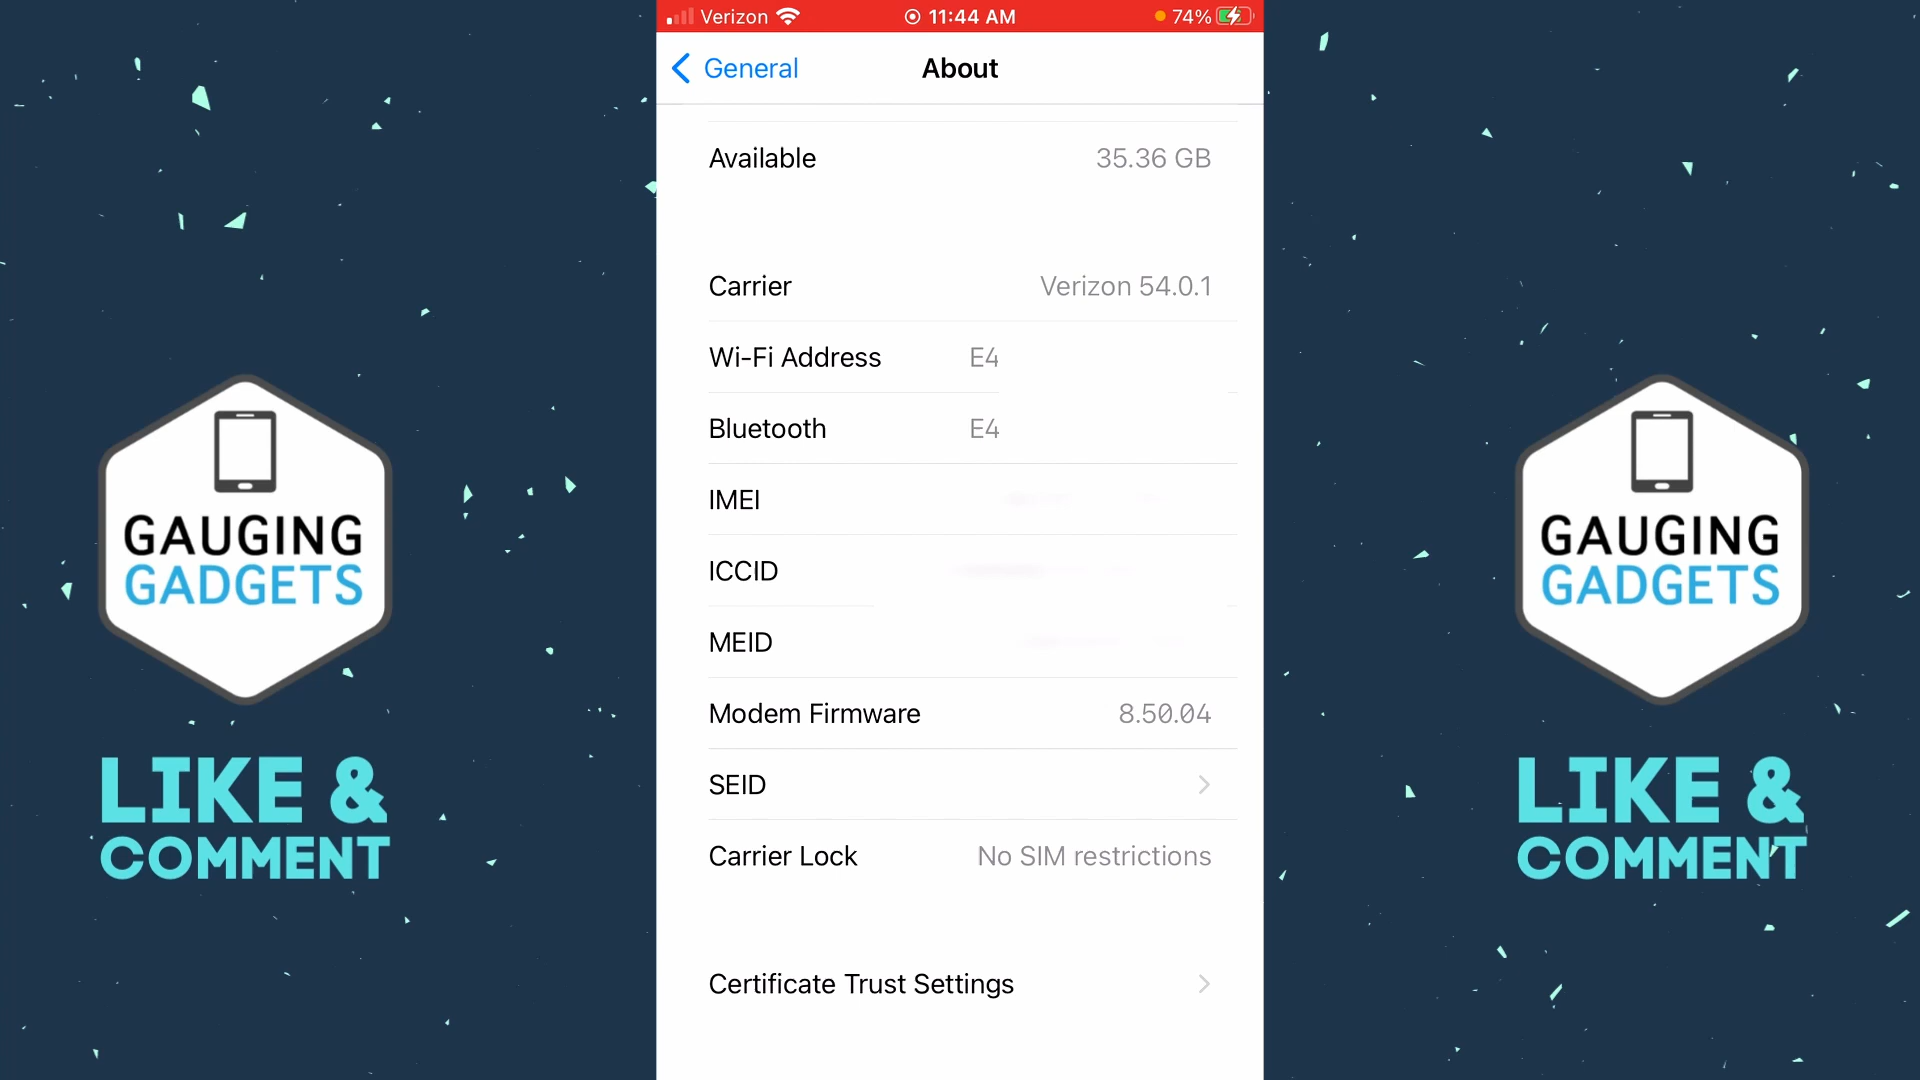 Verizon 11:44 AM 74%
General About
Available 35.36 GB
Carrier Verizon 54.0.1
Wi-Fi Address E4
Bluetooth E4
IMEI
ICCID
MEID
Modem Firmware 8.50.04
SEID
Carrier Lock No SIM restrictions
Certificate Trust Settings
GAUGING
GADGETS
LIKE &
COMMENT
GAUGING
GADGETS
LIKE &
COMMENT